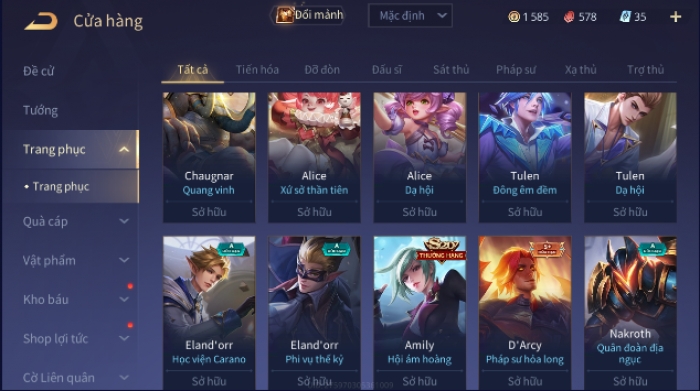 Cửa hàng
Đổi mảnh
Mặc định
1 585
578
35
Đề cử
Tướng
Trang phục
Trang phục
Quà cáp
Vật phẩm
Kho báu
Shop lợi tức
Cờ Liên quân
Tất cả
Tiến hóa
Đỡ đòn
Đấu sĩ
Sát thủ
Pháp sư
Xạ thủ
Trợ thủ
Chaugnar
Quang vinh
Sở hữu
Alice
Xứ sở thần tiên
Sở hữu
Alice
Dạ hội
Sở hữu
Tulen
Đông êm đềm
Sở hữu
Tulen
Dạ hội
Sở hữu
A
Eland'orr
Học viện Carano
Sở hữu
A
Eland'orr
Phi vụ thế kỷ
Sở hữu
Amily
Hội ám hoàng
Sở hữu
S+
D'Arcy
Pháp sư hỏa long
Sở hữu
A
Nakroth
Quân đoàn địa
ngục
Sở hữu